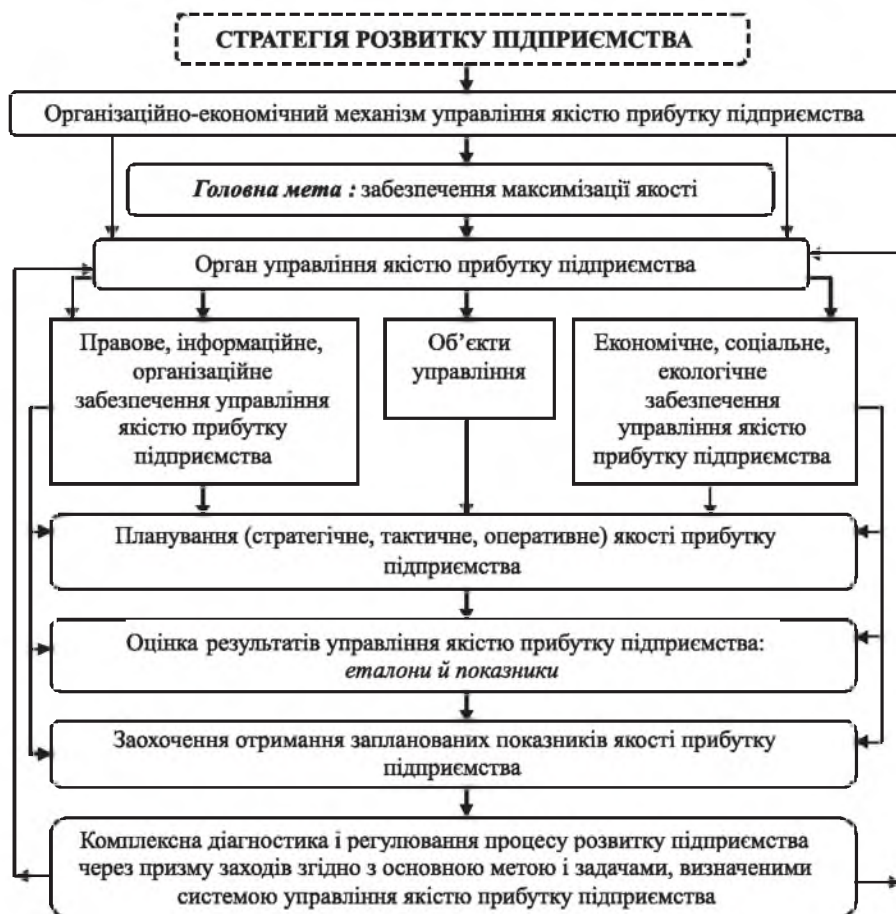 СТРАТЕГІЯ РОЗВИТКУ ПІДПРИЄМСТВА
Організаційно-економічний механізм управління якістю прибутку підприємства
Головна мета : забезпечення максимізації якості
Орган управління якістю прибутку підприємства
Правове, інформаційне,
організаційне
забезпечення управління
якістю прибутку
підприємства
Об’єкти
управління
Економічне, соціальне,
екологічне
забезпечення
управління якістю
прибутку підприємства
Планування (стратегічне, тактичне, оперативне) якості прибутку
підприємства
Оцінка результатів управління якістю прибутку підприємства:
еталони й показники
Заохочення отримання запланованих показників якості прибутку
підприємства
Комплексна діагностика і регулювання процесу розвитку підприємства
через призму заходів згідно з основною метою і задачами, визначеними
системою управління якістю прибутку підприємства